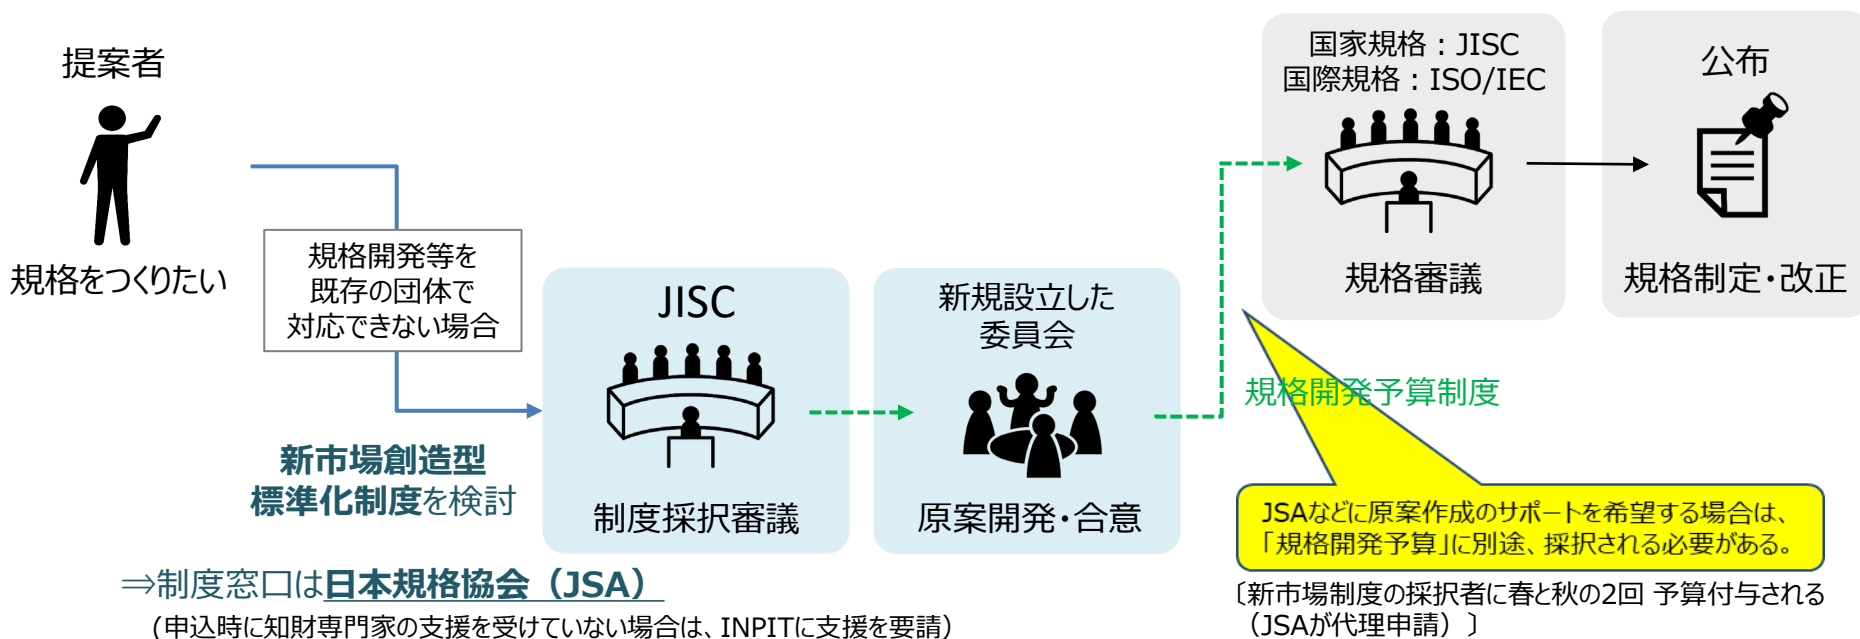 提案者
規格をつくりたい
規格開発等を
既存の団体で
対応できない場合
新市場創造型
標準化制度を検討
⇒制度窓口は日本規格協会（JSA）
（申込時に知財専門家の支援を受けていない場合は、INPITに支援を要請）
JISC
制度採択審議
新規設立した
委員会
原案開発・合意
国家規格：JISC
国際規格：ISO/IEC
規格審議
公布
規格制定・改正
規格開発予算制度
JSAなどに原案作成のサポートを希望する場合は、
「規格開発予算」に別途、採択される必要がある。
〔新市場制度の採択者に春と秋の2回 予算付与される
（JSAが代理申請）〕